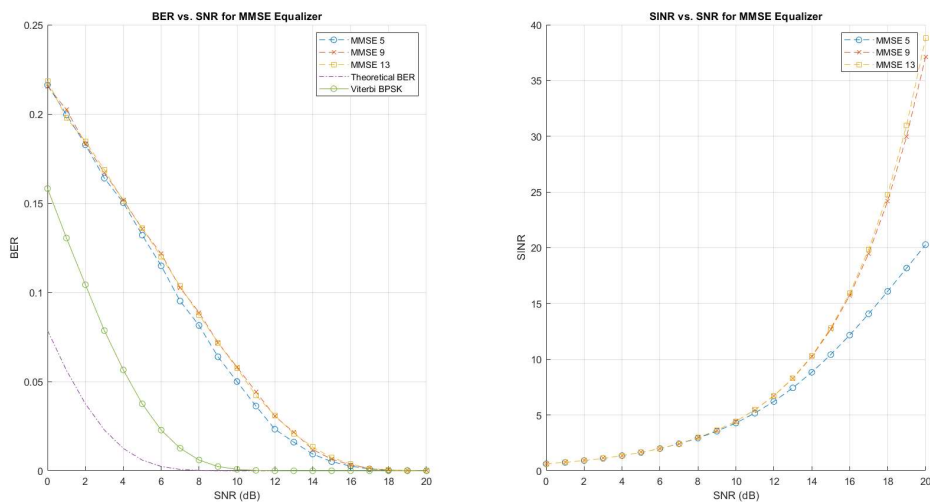 BER vs. SNR for MMSE Equalizer
0.25
0.2
0.15
0.1
0.05
0
BER
0 2 4 6 8 10 12 14 16 18 20
SNR (dB)
MMSE 5
MMSE 9
MMSE 13
Theoretical BER
Viterbi BPSK
SINR vs. SNR for MMSE Equalizer
40
35
30
25
20
15
10
5
0
SINR
0 2 4 6 8 10 12 14 16 18 20
SNR (dB)
MMSE 5
MMSE 9
MMSE 13